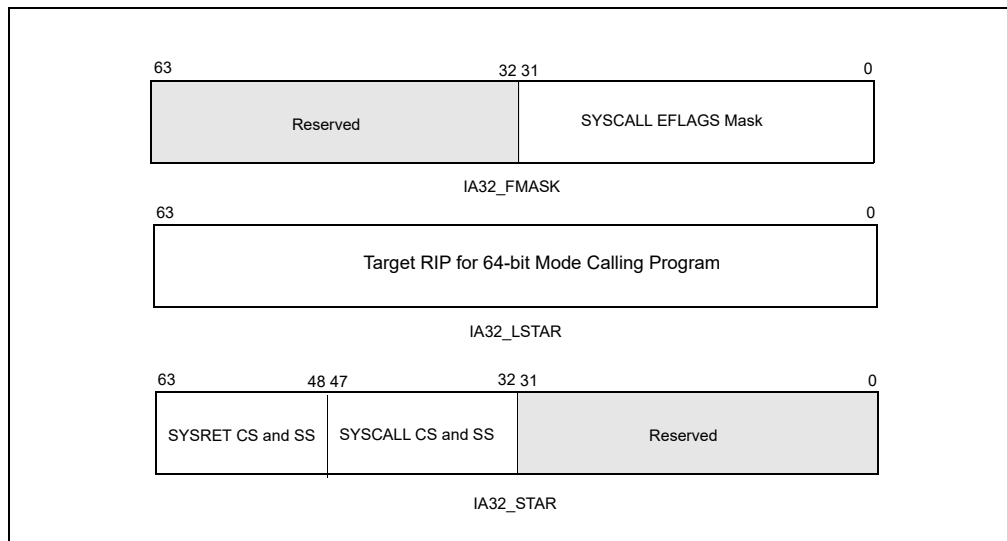 63 32 31 0
Reserved SYSCALL EFLAGS Mask
IA32_FMASK
63 0
Target RIP for 64-bit Mode Calling Program
IA32_LSTAR
63 48 47 32 31 0
SYSRET CS and SS SYSCALL CS and SS Reserved
IA32_STAR